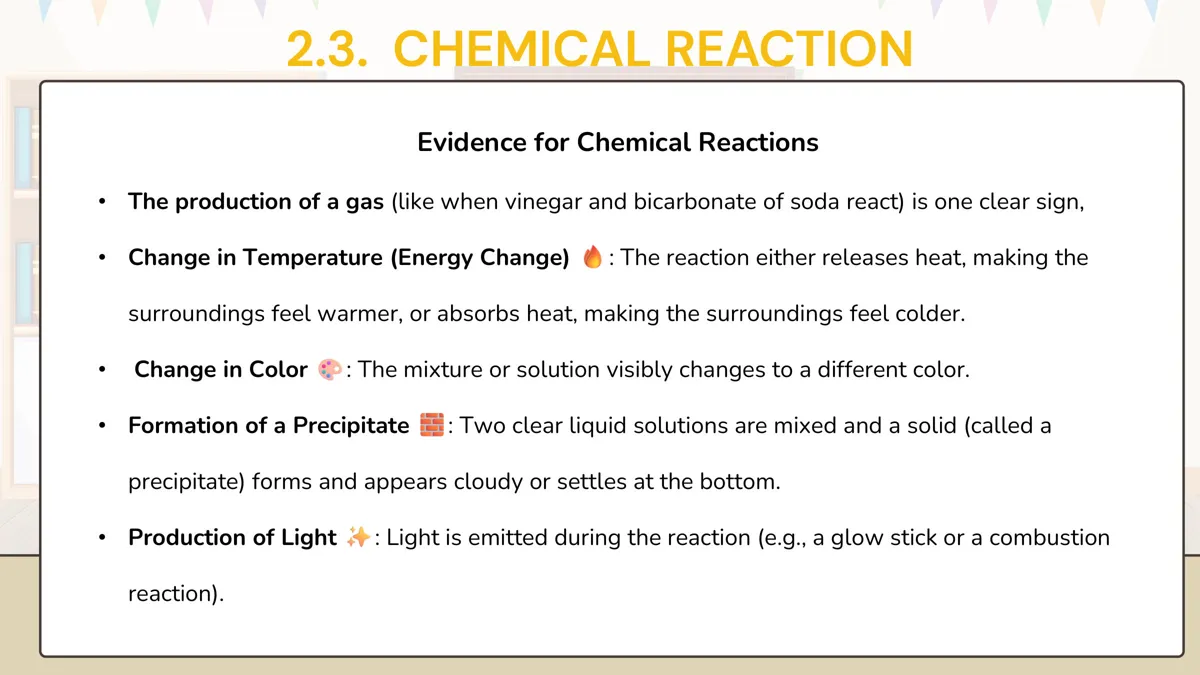 2.3. CHEMICAL REACTION
Evidence for Chemical Reactions
• The production of a gas (like when vinegar and bicarbonate of soda react) is one clear sign,
• Change in Temperature (Energy Change) 🔥: The reaction either releases heat, making the
surroundings feel warmer, or absorbs heat, making the surroundings feel colder.
• Change in Color 🎨: The mixture or solution visibly changes to a different color.
• Formation of a Precipitate 🧱: Two clear liquid solutions are mixed and a solid (called a
precipitate) forms and appears cloudy or settles at the bottom.
• Production of Light ✨: Light is emitted during the reaction (e.g., a glow stick or a combustion
reaction).